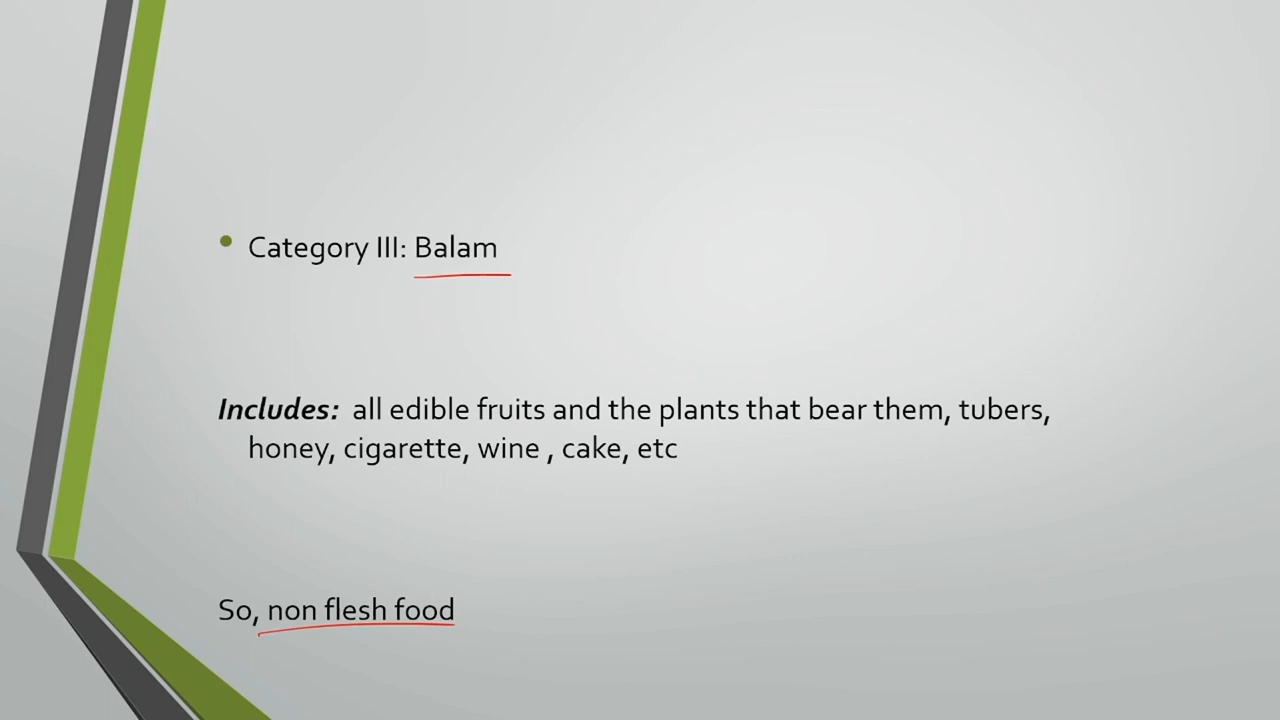 • Category III: Balam
Includes: all edible fruits and the plants that bear them, tubers,
honey, cigarette, wine , cake, etc
So, non flesh food